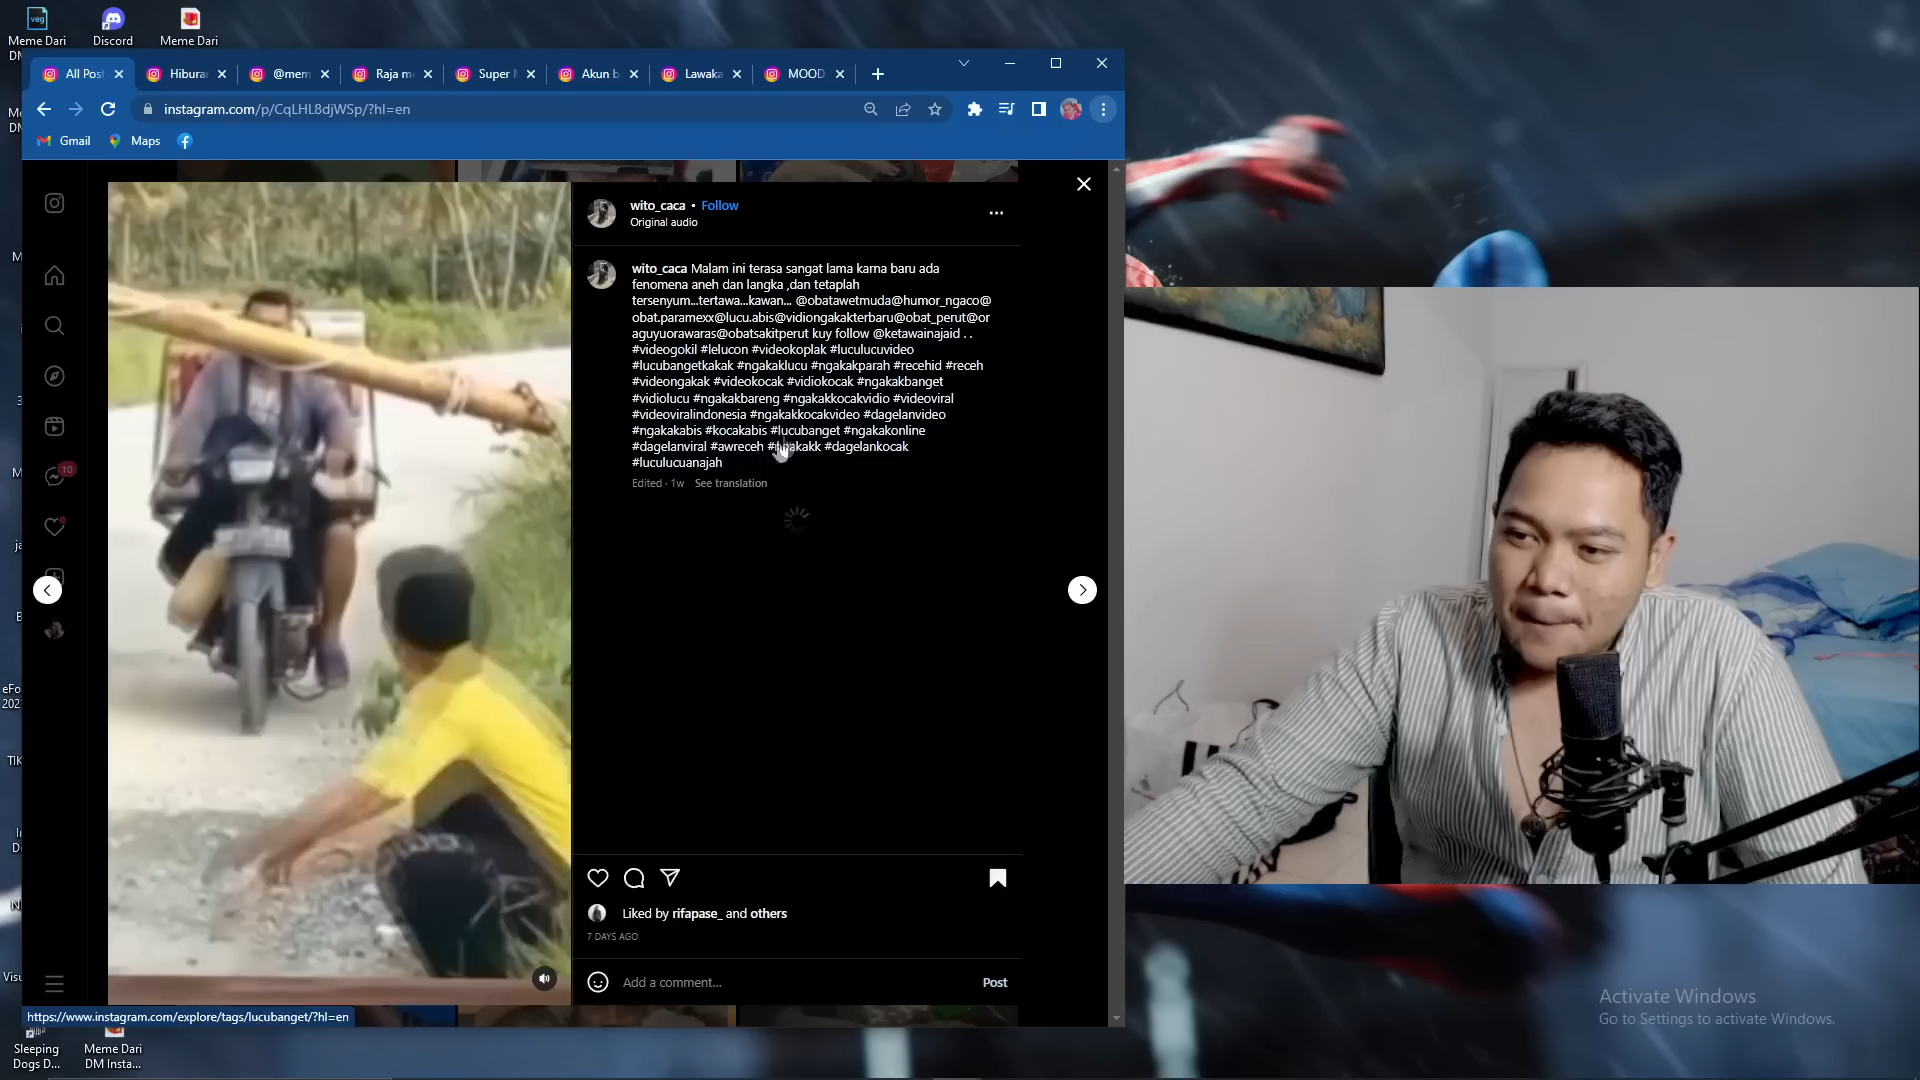 Meme Dari
Discord
Meme Dari
All Post
Hibura
@mem
Raja m
Super
Akun b
Lawak
MOOD
instagram.com/p/CqLHL8djWSp/?hl=en
Gmail
Maps
wito_caca • Follow
Original audio
wito_caca Malam ini terasa sangat lama karna baru ada
fenomena aneh dan langka ,dan tetaplah
tersenyum...tertawa...kawan... @obatawetmuda@humor_ngaco@
obat.paramexx@lucu.abis@vidiongakakterbaru@obat_perut@or
aguyuorawaras@obatsakitperut kuy follow @ketawainajaid . .
#videogokil #lelucon #videokoplak #luculucuvideo
#lucubangetkakak #ngakaklucu #ngakakparah #recehid #receh
#videongakak #videokocak #vidiokocak #ngakakbanget
#vidiolucu #ngakakbareng #ngakakkocakvidio #videoviral
#videoviralindonesia #ngakakkocakvideo #dagelanvideo
#ngakakabis #kocakabis #lucubanget #ngakakonline
#dagelanviral #awreceh #dagelankocak
#luculucuanajah
Edited · 1w See translation
10
Liked by rifapase_ and others
7 DAYS AGO
Add a comment...
Post
https://www.instagram.com/explore/tags/lucubanget/?hl=en
Sleeping
Dogs D...
Meme Dari
DM Insta...
Activate Windows
Go to Settings to activate Windows.